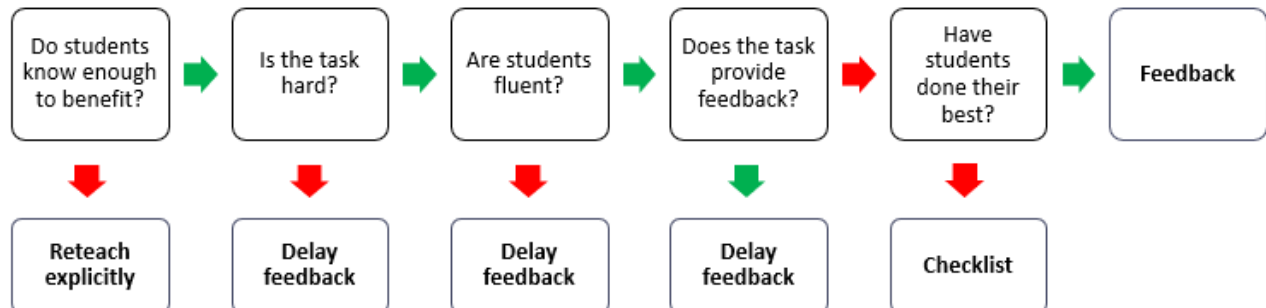 Do students
know enough
to benefit?
Is the task
hard?
Are students
fluent?
Does the task
provide
feedback?
Have
students
done their
best?
Feedback
Reteach
explicitly
Delay
feedback
Delay
feedback
Delay
feedback
Checklist